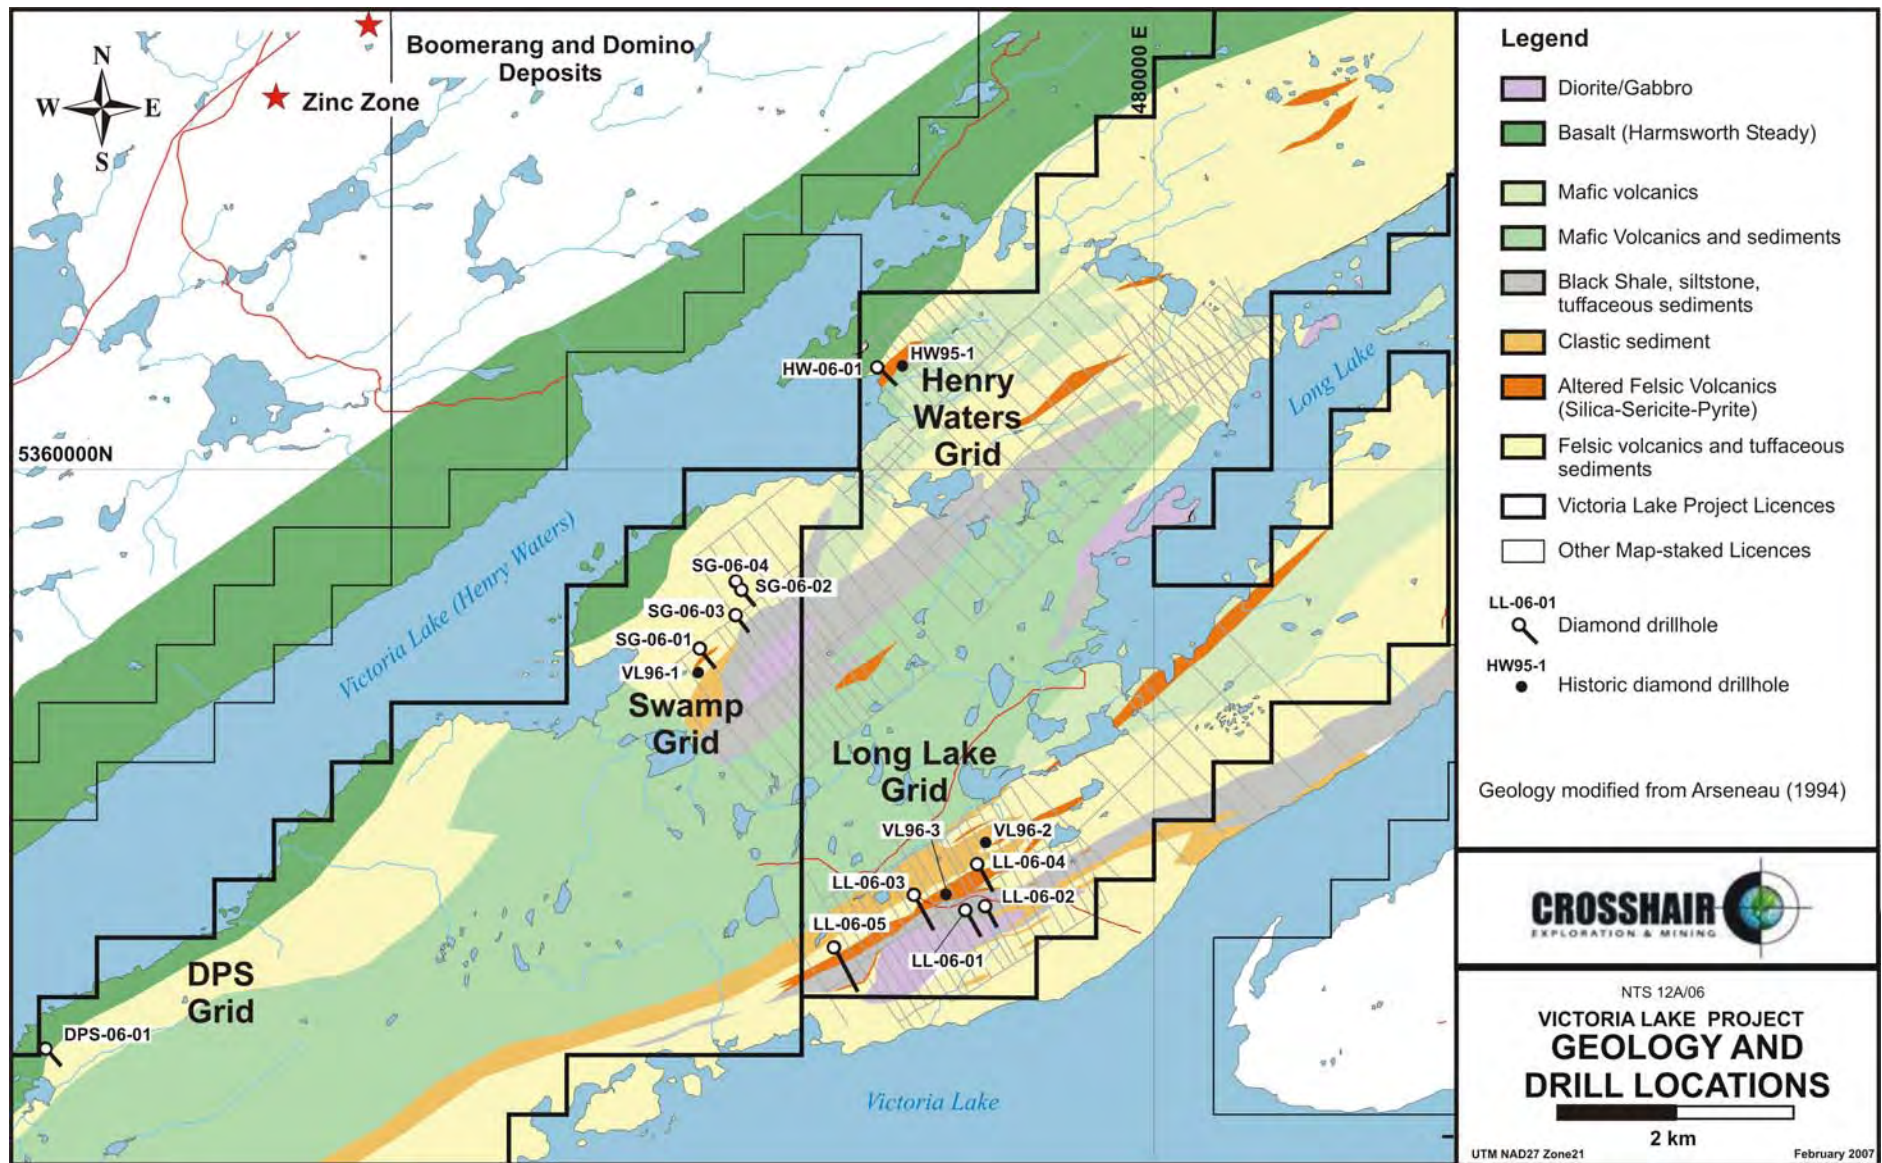 Boomerang and Domino
Deposits
Zinc Zone
N
W
E
S
480000 E
5360000N
HW-06-01
HW95-1
Henry
Waters
Grid
Long Lake
Victoria Lake (Henry Waters)
SG-06-04
SG-06-02
SG-06-03
SG-06-01
VL96-1
Swamp
Grid
Long Lake
Grid
VL96-3
VL96-2
LL-06-04
LL-06-03
LL-06-02
LL-06-05
LL-06-01
DPS
Grid
DPS-06-01
Victoria Lake
Legend
Diorite/Gabbro
Basalt (Harmsworth Steady)
Mafic volcanics
Mafic Volcanics and sediments
Black Shale, siltstone,
tuffaceous sediments
Clastic sediment
Altered Felsic Volcanics
(Silica-Sericite-Pyrite)
Felsic volcanics and tuffaceous
sediments
Victoria Lake Project Licences
Other Map-staked Licences
LL-06-01
Diamond drillhole
HW95-1
Historic diamond drillhole
Geology modified from Arseneau (1994)
CROSSHAIR
EXPLORATION & MINING
NTS 12A/06
VICTORIA LAKE PROJECT
GEOLOGY AND
DRILL LOCATIONS
2 km
UTM NAD27 Zone21
February 2007